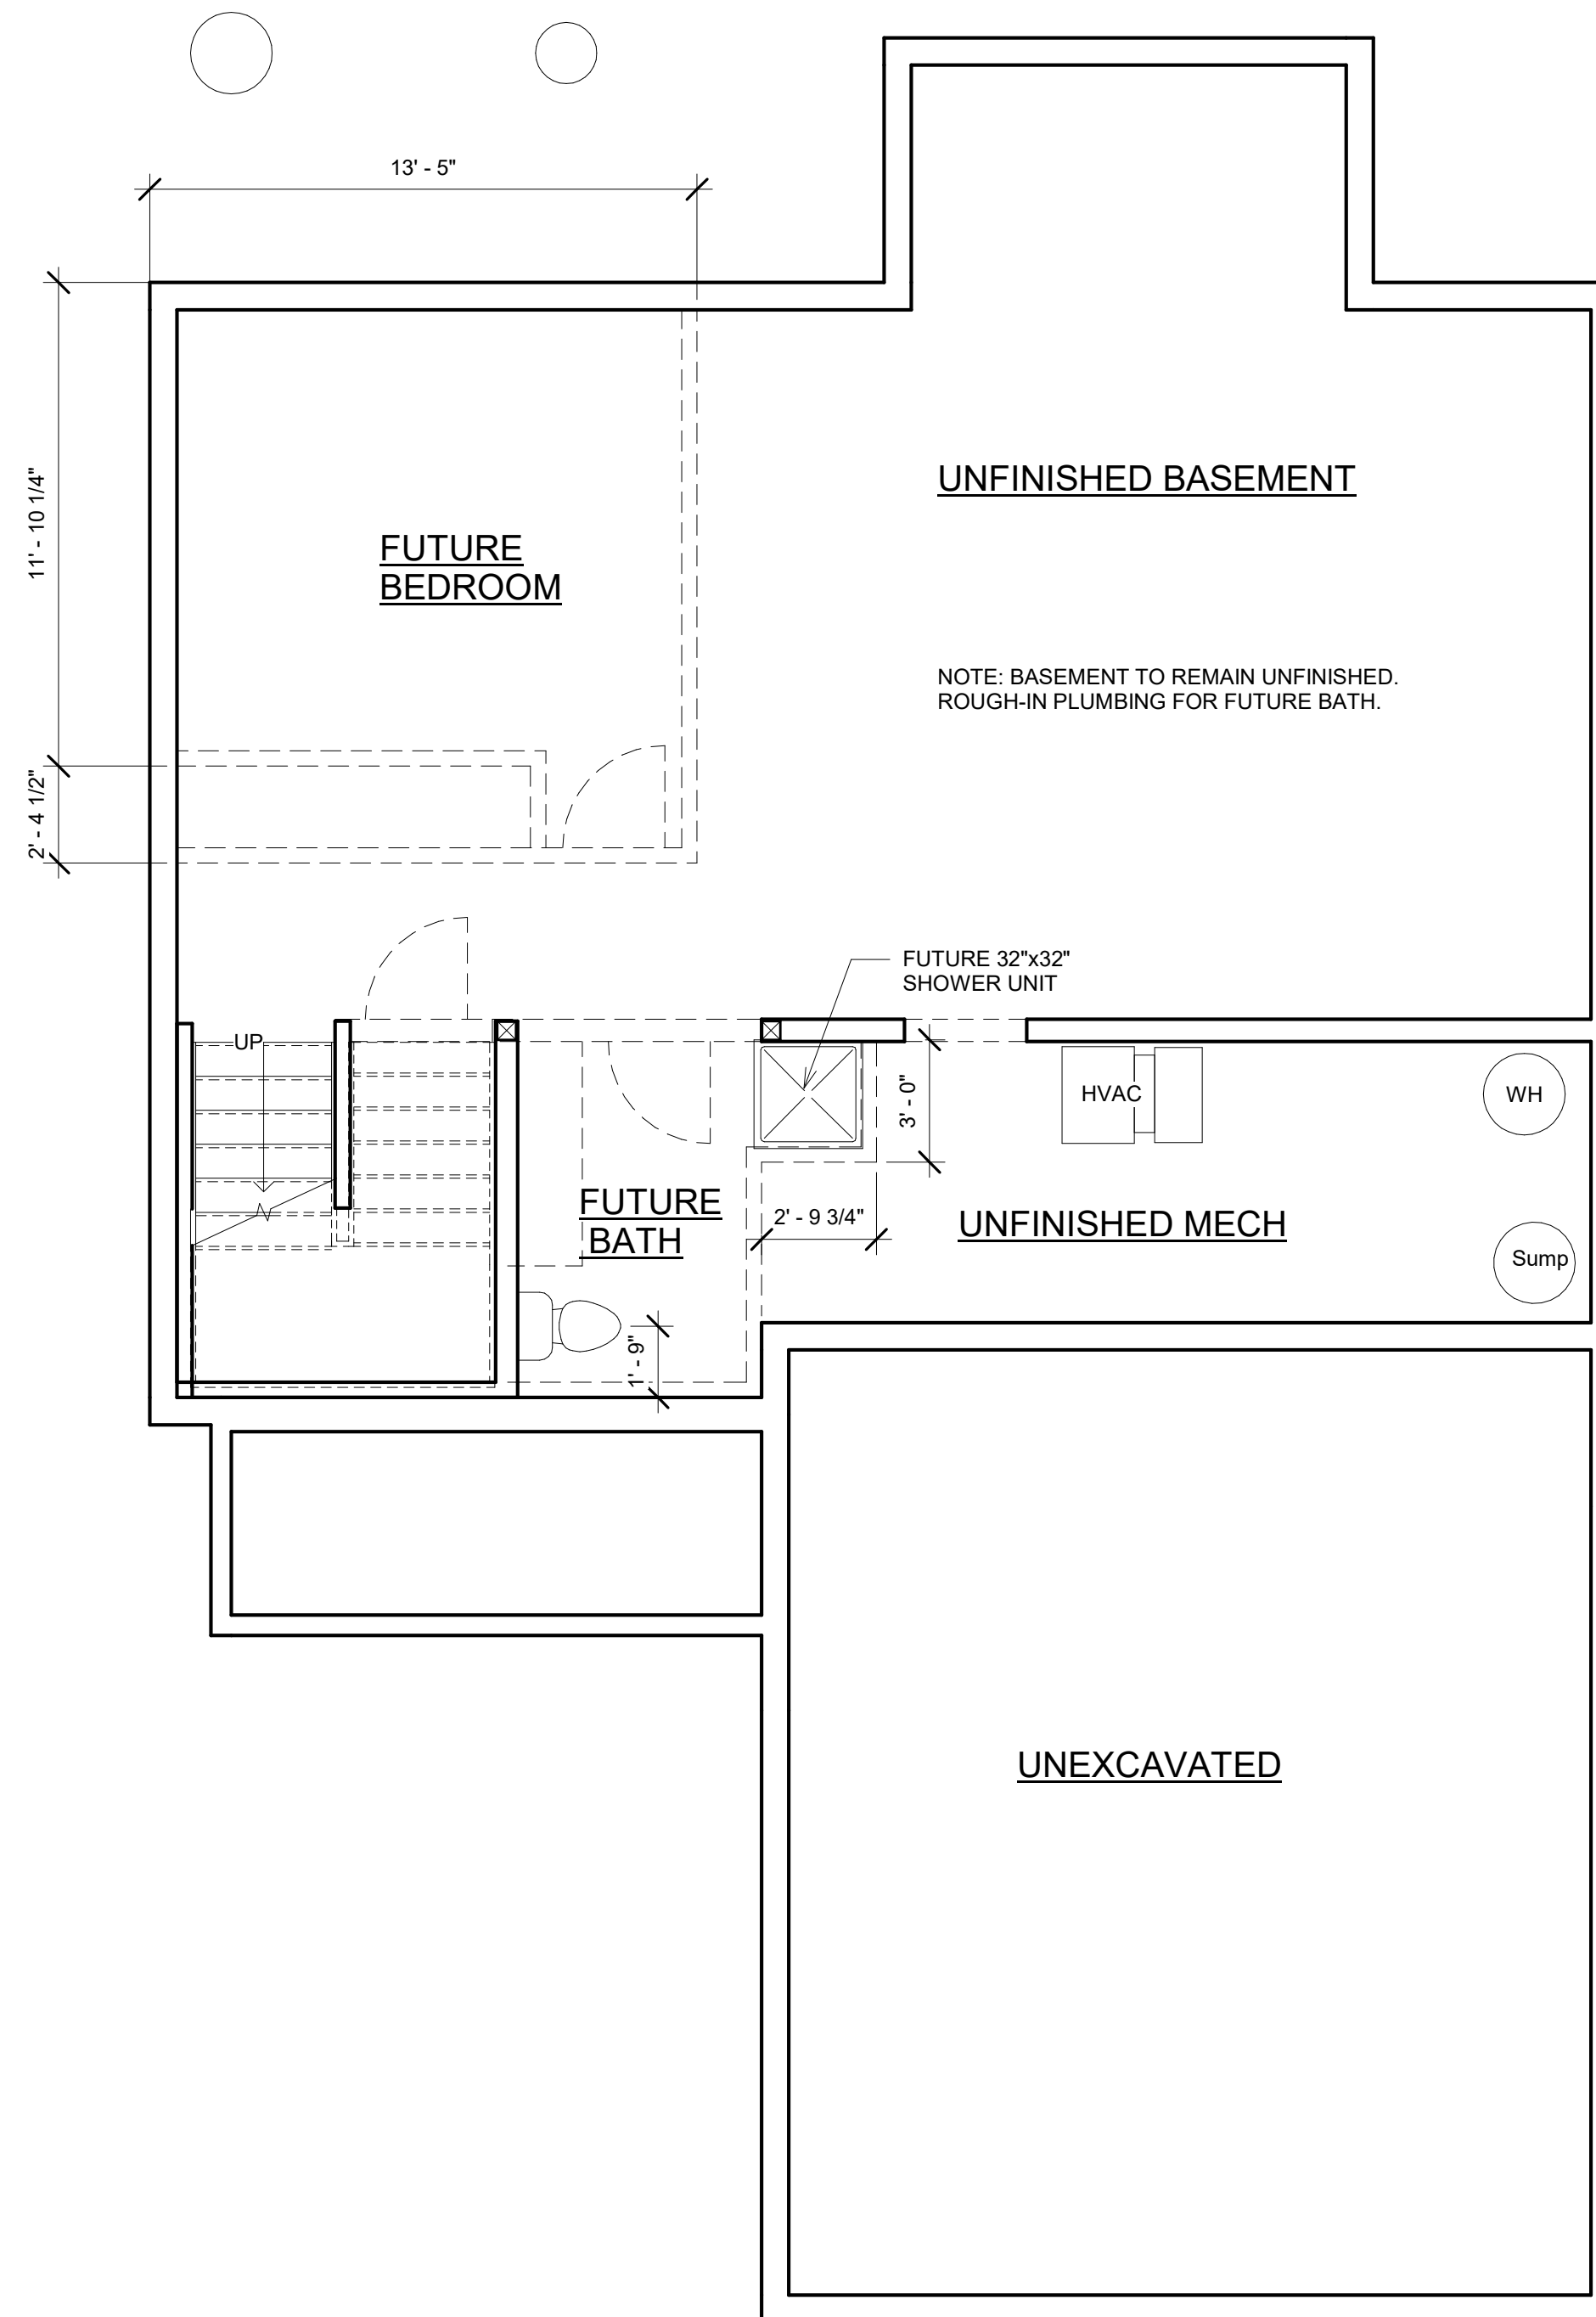 13' - 5"
11' - 10 1/4"
UNFINISHED BASEMENT
FUTURE
BEDROOM
NOTE: BASEMENT TO REMAIN UNFINISHED.
ROUGH-IN PLUMBING FOR FUTURE BATH.
2' - 4 1/2"
FUTURE 32"x32"
SHOWER UNIT
UP
HVAC
WH
3' - 0"
FUTURE
BATH
2' - 9 3/4"
UNFINISHED MECH
Sump
1' - 9"
UNEXCAVATED